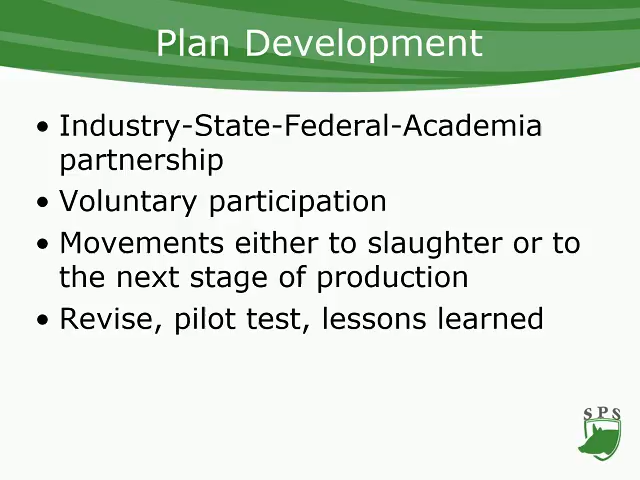 Plan Development
• Industry-State-Federal-Academia
partnership
• Voluntary participation
• Movements either to slaughter or to
the next stage of production
• Revise, pilot test, lessons learned
SPS